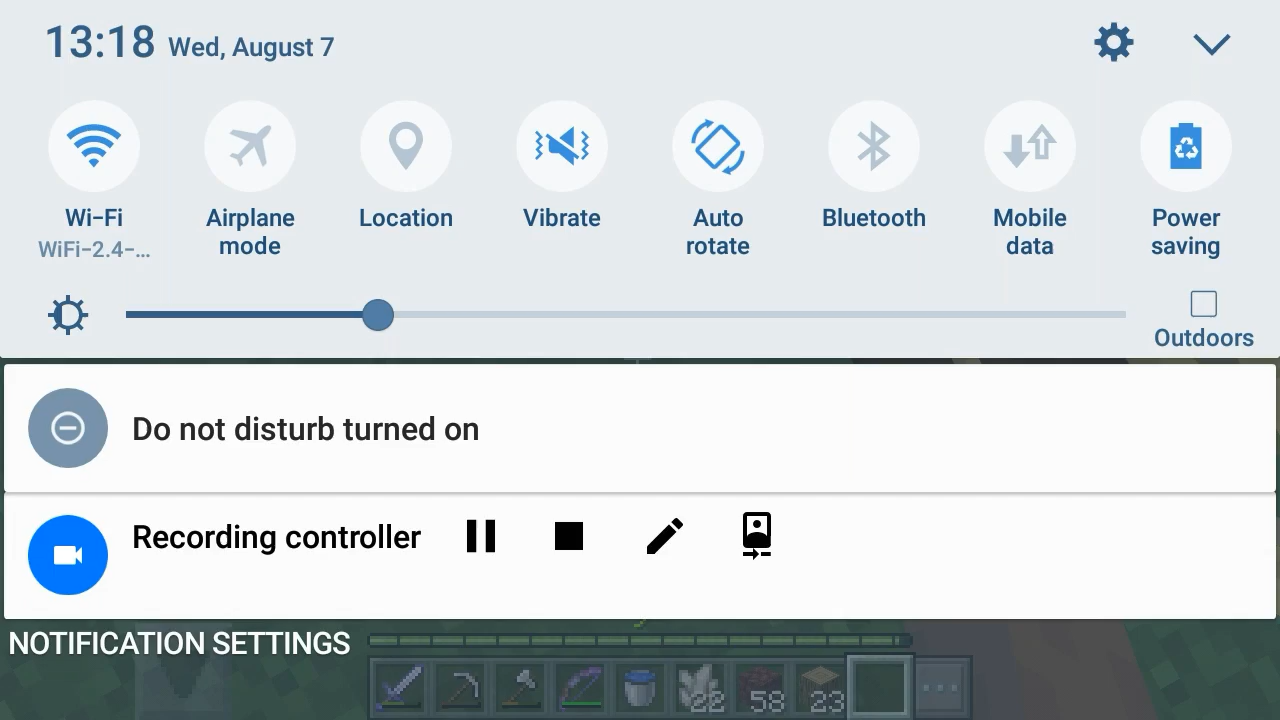 13:18 Wed, August 7
Wi-Fi
WiFi-2.4-...
Airplane
mode
Location
Vibrate
Auto
rotate
Bluetooth
Mobile
data
Power
saving
Outdoors
Do not disturb turned on
Recording controller
NOTIFICATION SETTINGS
22 58 23